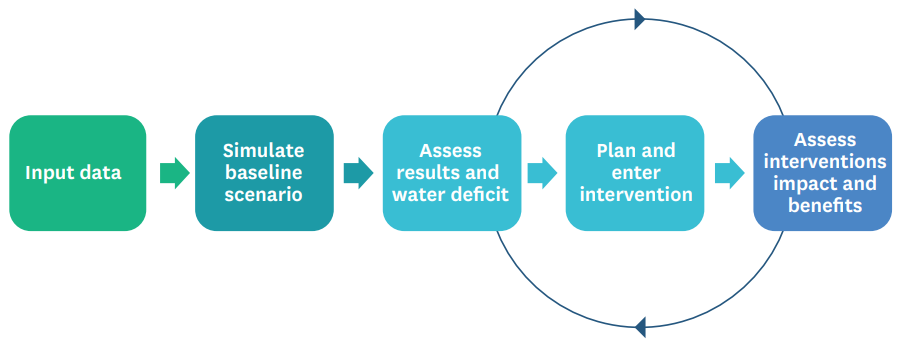 Input data
Simulate
baseline
scenario
Assess
results and
water deficit
Plan and
enter
intervention
Assess
interventions
impact and
benefits